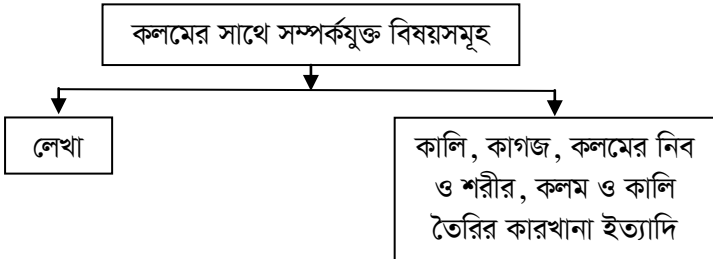 কলমের সাথে সম্পর্কযুক্ত বিষয়সমূহ
লেখা
কালি, কাগজ, কলমের নিব
ও শরীর, কলম ও কালি
তৈরির কারখানা ইত্যাদি